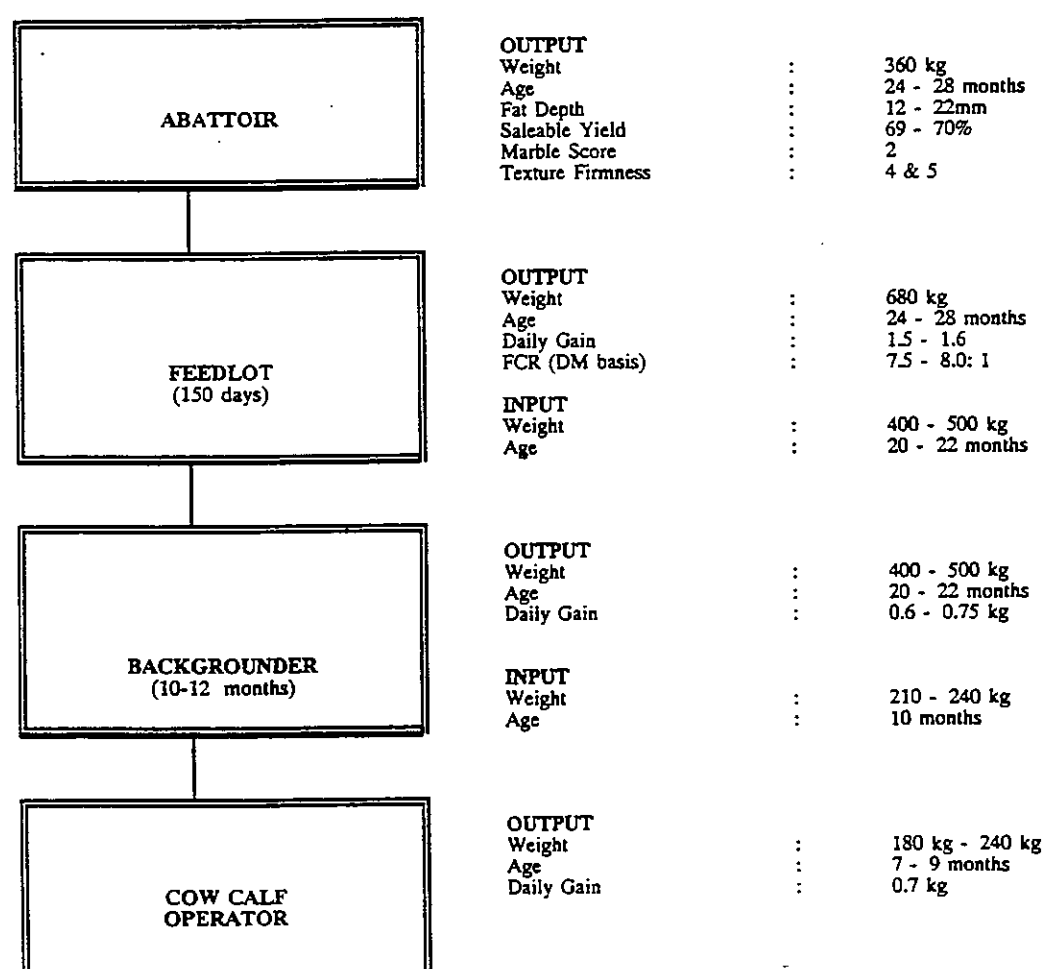 ABATTOIR
OUTPUT
Weight : 360 kg
Age : 24 - 28 months
Fat Depth : 12 - 22mm
Saleable Yield : 69 - 70%
Marble Score : 2
Texture Firmness : 4 & 5
FEEDLOT
(150 days)
OUTPUT
Weight : 680 kg
Age : 24 - 28 months
Daily Gain : 1.5 - 1.6
FCR (DM basis) : 7.5 - 8.0: 1
INPUT
Weight : 400 - 500 kg
Age : 20 - 22 months
BACKGROUNDER
(10-12 months)
OUTPUT
Weight : 400 - 500 kg
Age : 20 - 22 months
Daily Gain : 0.6 - 0.75 kg
INPUT
Weight : 210 - 240 kg
Age : 10 months
COW CALF
OPERATOR
OUTPUT
Weight : 180 kg - 240 kg
Age : 7 - 9 months
Daily Gain : 0.7 kg